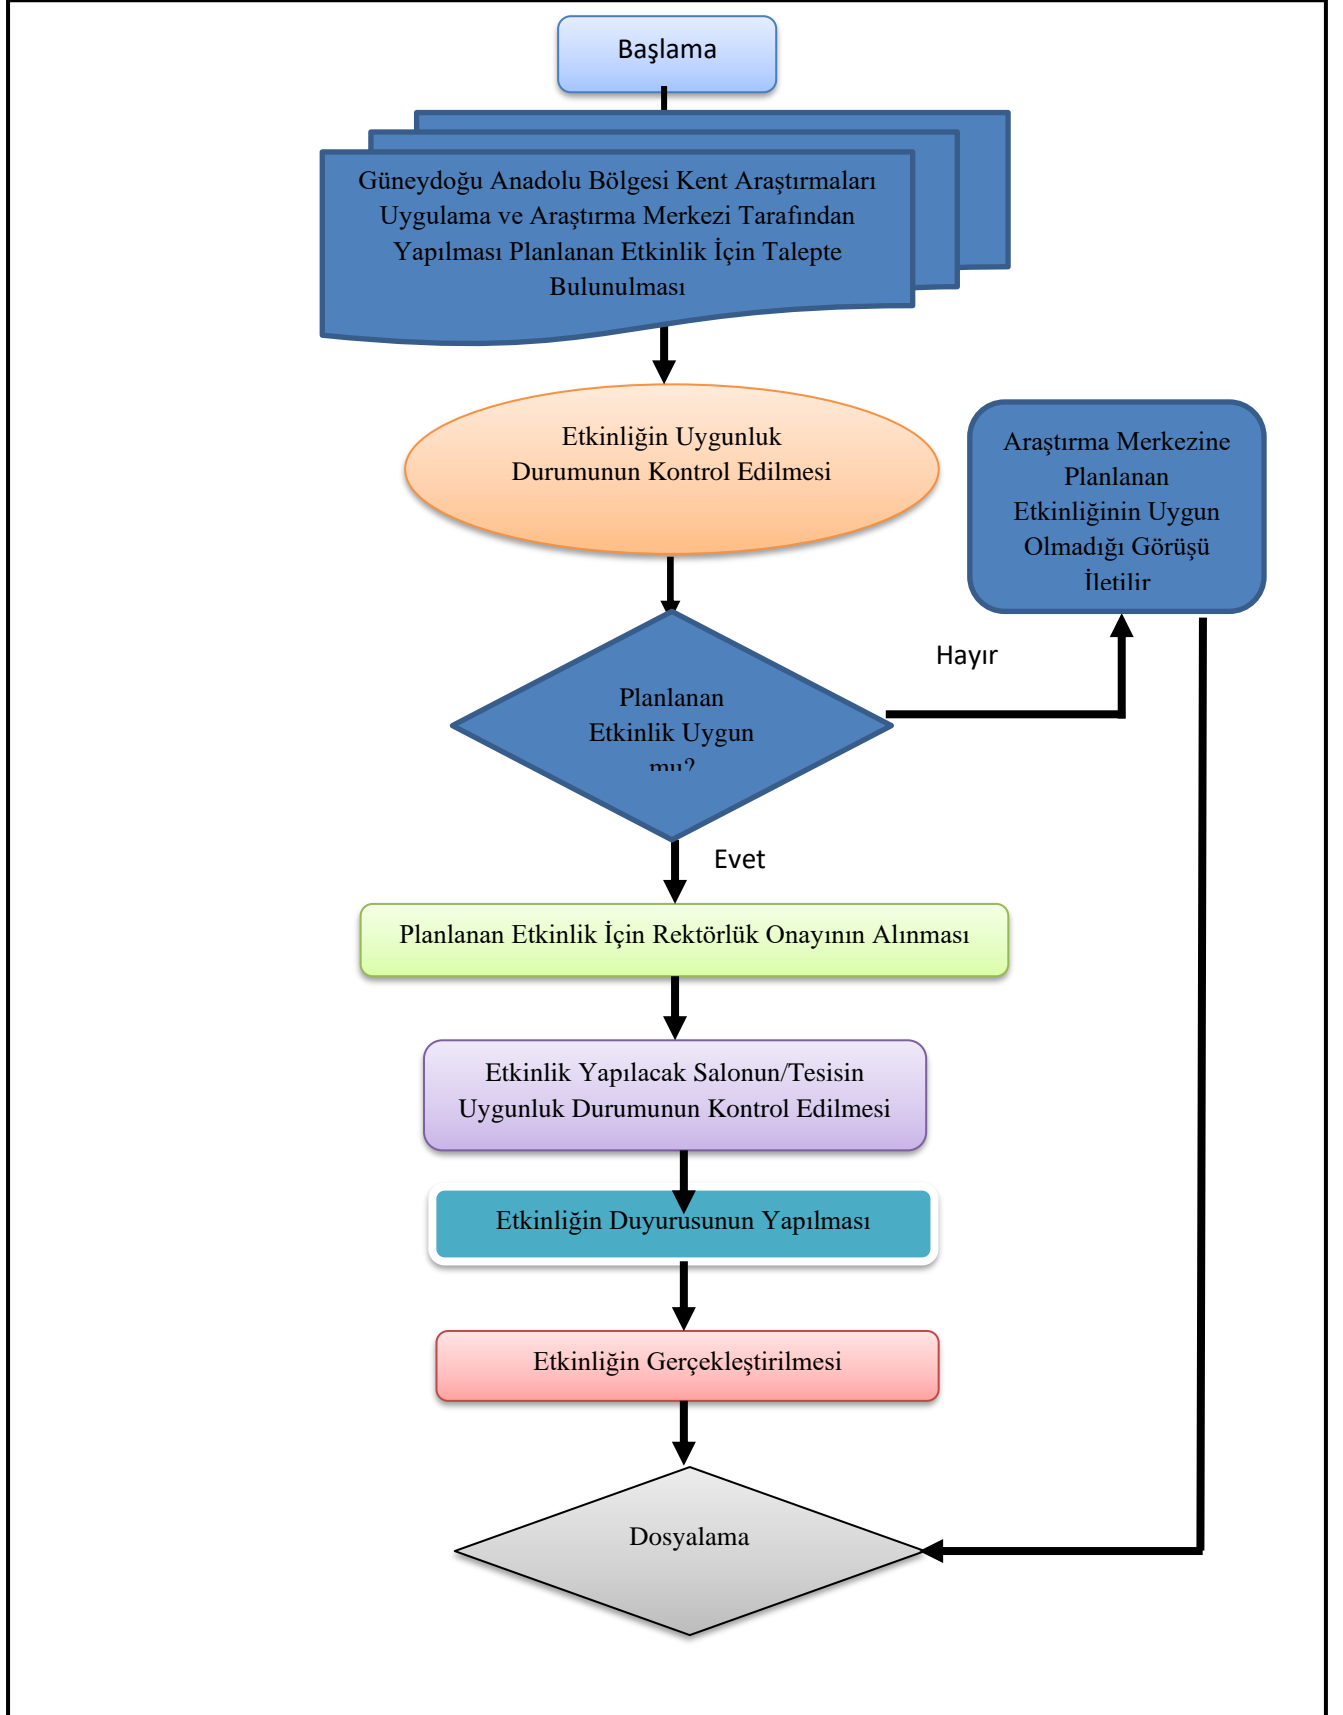 Başlama
Güneydoğu Anadolu Bölgesi Kent Araştırmaları
Uygulama ve Araştırma Merkezi Tarafından
Yapılması Planlanan Etkinlik İçin Talepte
Bulunulması
Etkinliğin Uygunluk
Durumunun Kontrol Edilmesi
Araştırma Merkezine
Planlanan
Etkinliğinin Uygun
Olmadığı Görüşü
İletilir
Hayır
Planlanan
Etkinlik Uygun
mu?
Evet
Planlanan Etkinlik İçin Rektörlük Onayının Alınması
Etkinlik Yapılacak Salonun/Tesisin
Uygunluk Durumunun Kontrol Edilmesi
Etkinliğin Duyurusunun Yapılması
Etkinliğin Gerçekleştirilmesi
Dosyalama